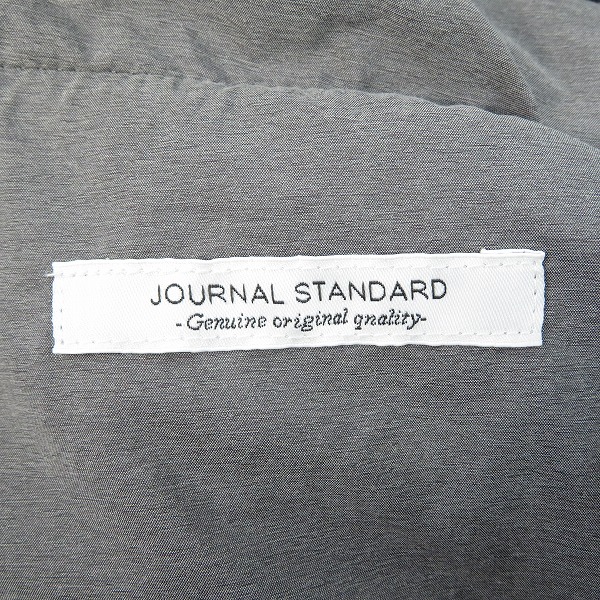 JOURNAL STANDARD
-Genuine original quality-